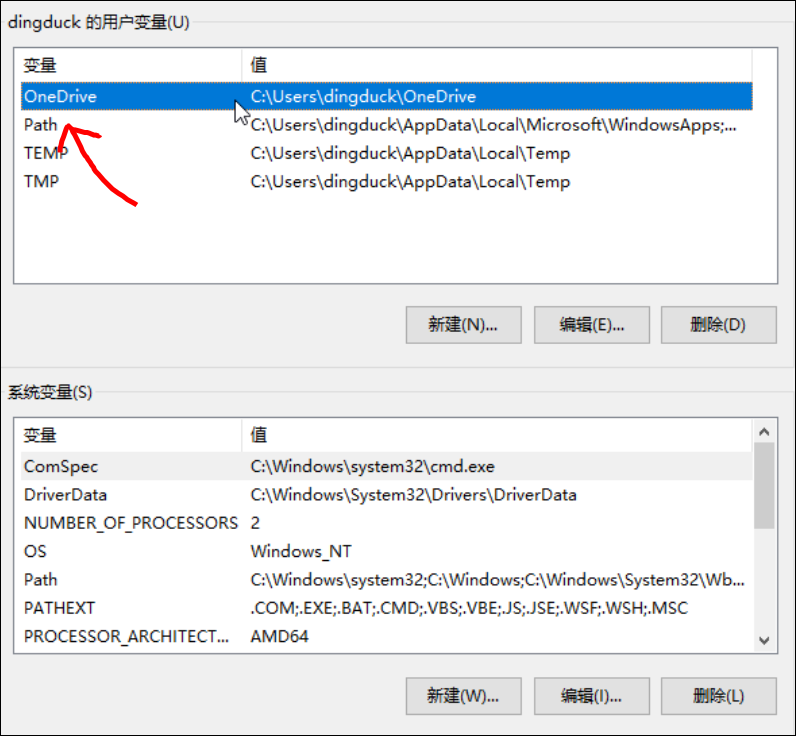 dingduck 的用户变量(U)
变量 值
OneDrive C:\Users\dingduck\OneDrive
Path C:\Users\dingduck\AppData\Local\Microsoft\WindowsApps;...
TEMP C:\Users\dingduck\AppData\Local\Temp
TMP C:\Users\dingduck\AppData\Local\Temp
新建(N)... 编辑(E)... 删除(D)
系统变量(S)
变量 值
ComSpec C:\Windows\system32\cmd.exe
DriverData C:\Windows\System32\Drivers\DriverData
NUMBER_OF_PROCESSORS 2
OS Windows_NT
Path C:\Windows\system32;C:\Windows;C:\Windows\System32\Wb...
PATHEXT .COM;.EXE;.BAT;.CMD;.VBS;.VBE;.JS;.JSE;.WSF;.WSH;.MSC
PROCESSOR_ARCHITECT... AMD64
新建(W)... 编辑(I)... 删除(L)